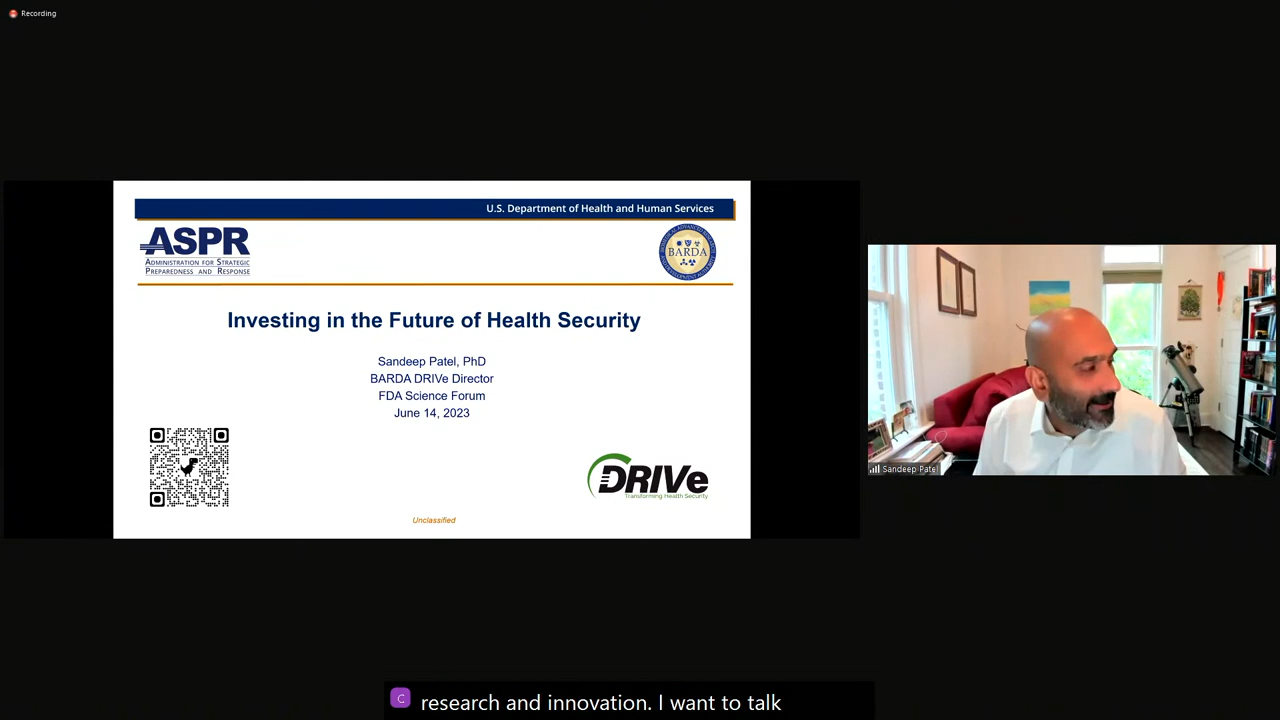 Recording
U.S. Department of Health and Human Services
ASPR
ADMINISTRATION FOR STRATEGIC
PREPAREDNESS AND RESPONSE
BARDA
Investing in the Future of Health Security
Sandeep Patel, PhD
BARDA DRIVe Director
FDA Science Forum
June 14, 2023
DRIVe
Transforming Health Security
Unclassified
Sandeep Patel
C
research and innovation. I want to talk